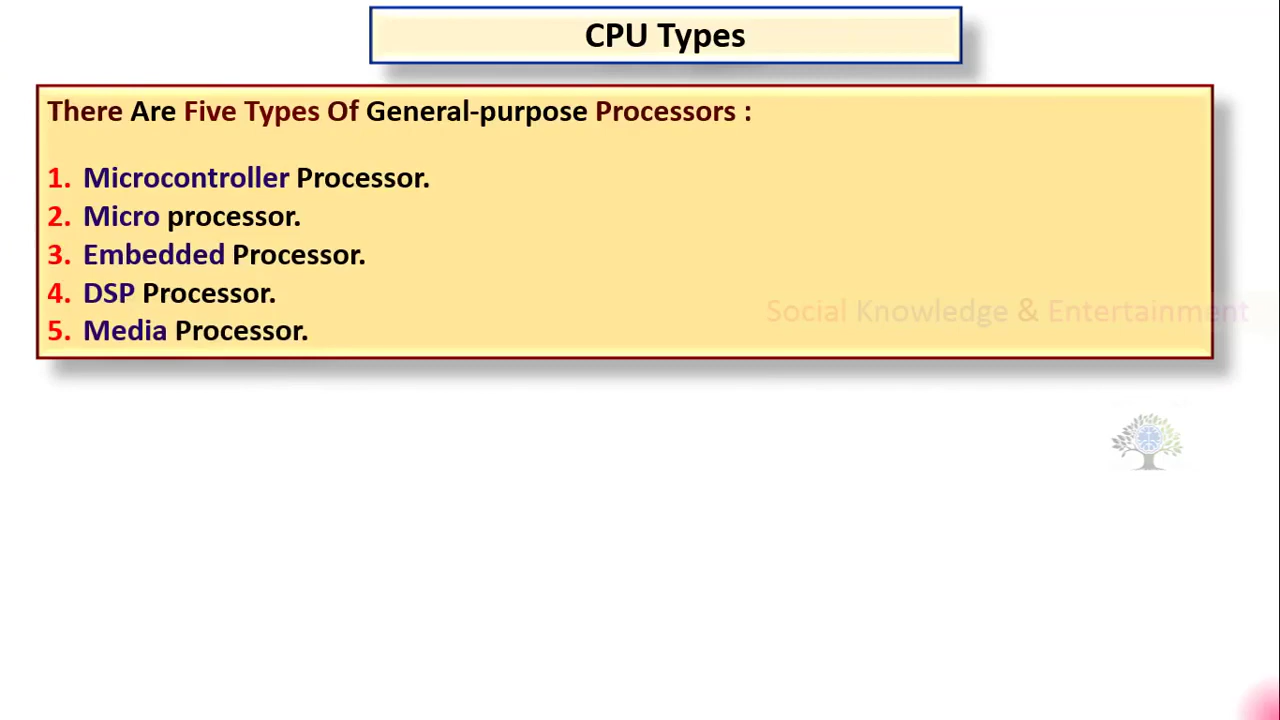 CPU Types
There Are Five Types Of General-purpose Processors :
1. Microcontroller Processor.
2. Micro processor.
3. Embedded Processor.
4. DSP Processor.
5. Media Processor.
Social Knowledge & Entertainment